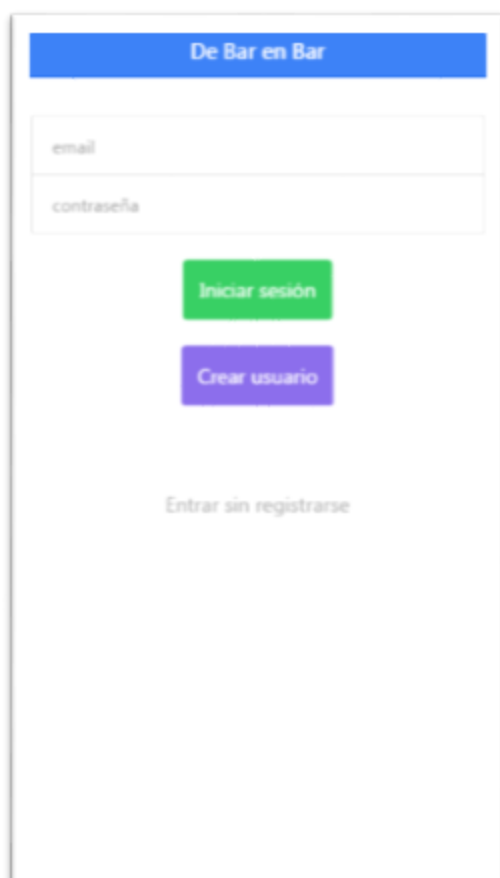 De Bar en Bar
email
contraseña
Iniciar sesión
Crear usuario
Entrar sin registrarse